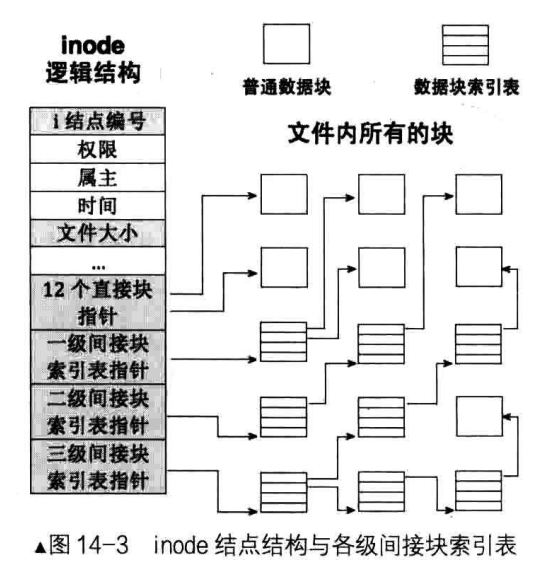 inode
逻辑结构
普通数据块
数据块索引表
文件内所有的块
i结点编号
权限
属主
时间
文件大小
...
12 个直接块
指针
一级间接块
索引表指针
二级间接块
索引表指针
三级间接块
索引表指针
▲图 14-3 inode 结点结构与各级间接块索引表